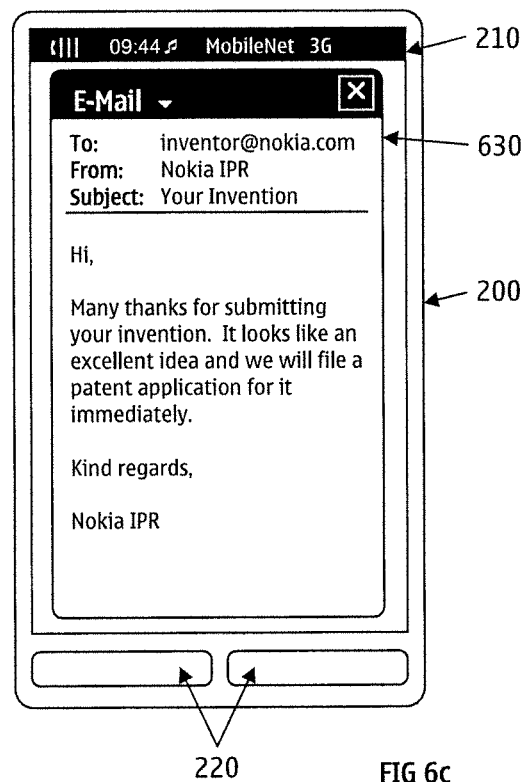 09:44 MobileNet 3G
210
E-Mail
630
To: inventor@nokia.com
From: Nokia IPR
Subject: Your Invention
200
Hi,
Many thanks for submitting
your invention. It looks like an
excellent idea and we will file a
patent application for it
immediately.
Kind regards,
Nokia IPR
220
FIG 6c